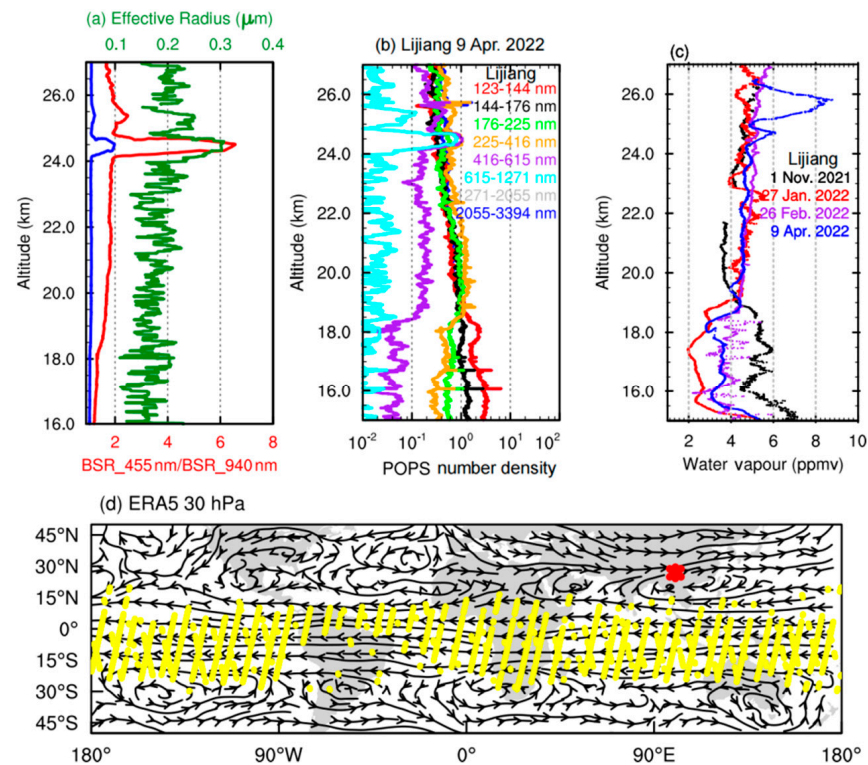 (a) Effective Radius (μm)
0.1 0.2 0.3 0.4
26.0
24.0
22.0
20.0
18.0
16.0
Altitude (km)
2 4 6 8
BSR_455nm/BSR_940nm
(b) Lijiang 9 Apr. 2022
Lijiang
123-144 nm
144-176 nm
176-225 nm
225-416 nm
416-615 nm
615-1271 nm
1271-2055 nm
2055-3394 nm
26.0
24.0
22.0
20.0
18.0
16.0
Altitude (km)
10-2 10-1 100 101 102
POPS number density
(c)
26.0
24.0
22.0
20.0
18.0
16.0
Altitude (km)
Lijiang
1 Nov. 2021
27 Jan. 2022
26 Feb. 2022
9 Apr. 2022
2 4 6 8 10
Water vapour (ppmv)
(d) ERA5 30 hPa
45°N
30°N
15°N
0°
15°S
30°S
45°S
180° 90°W 0° 90°E 180°